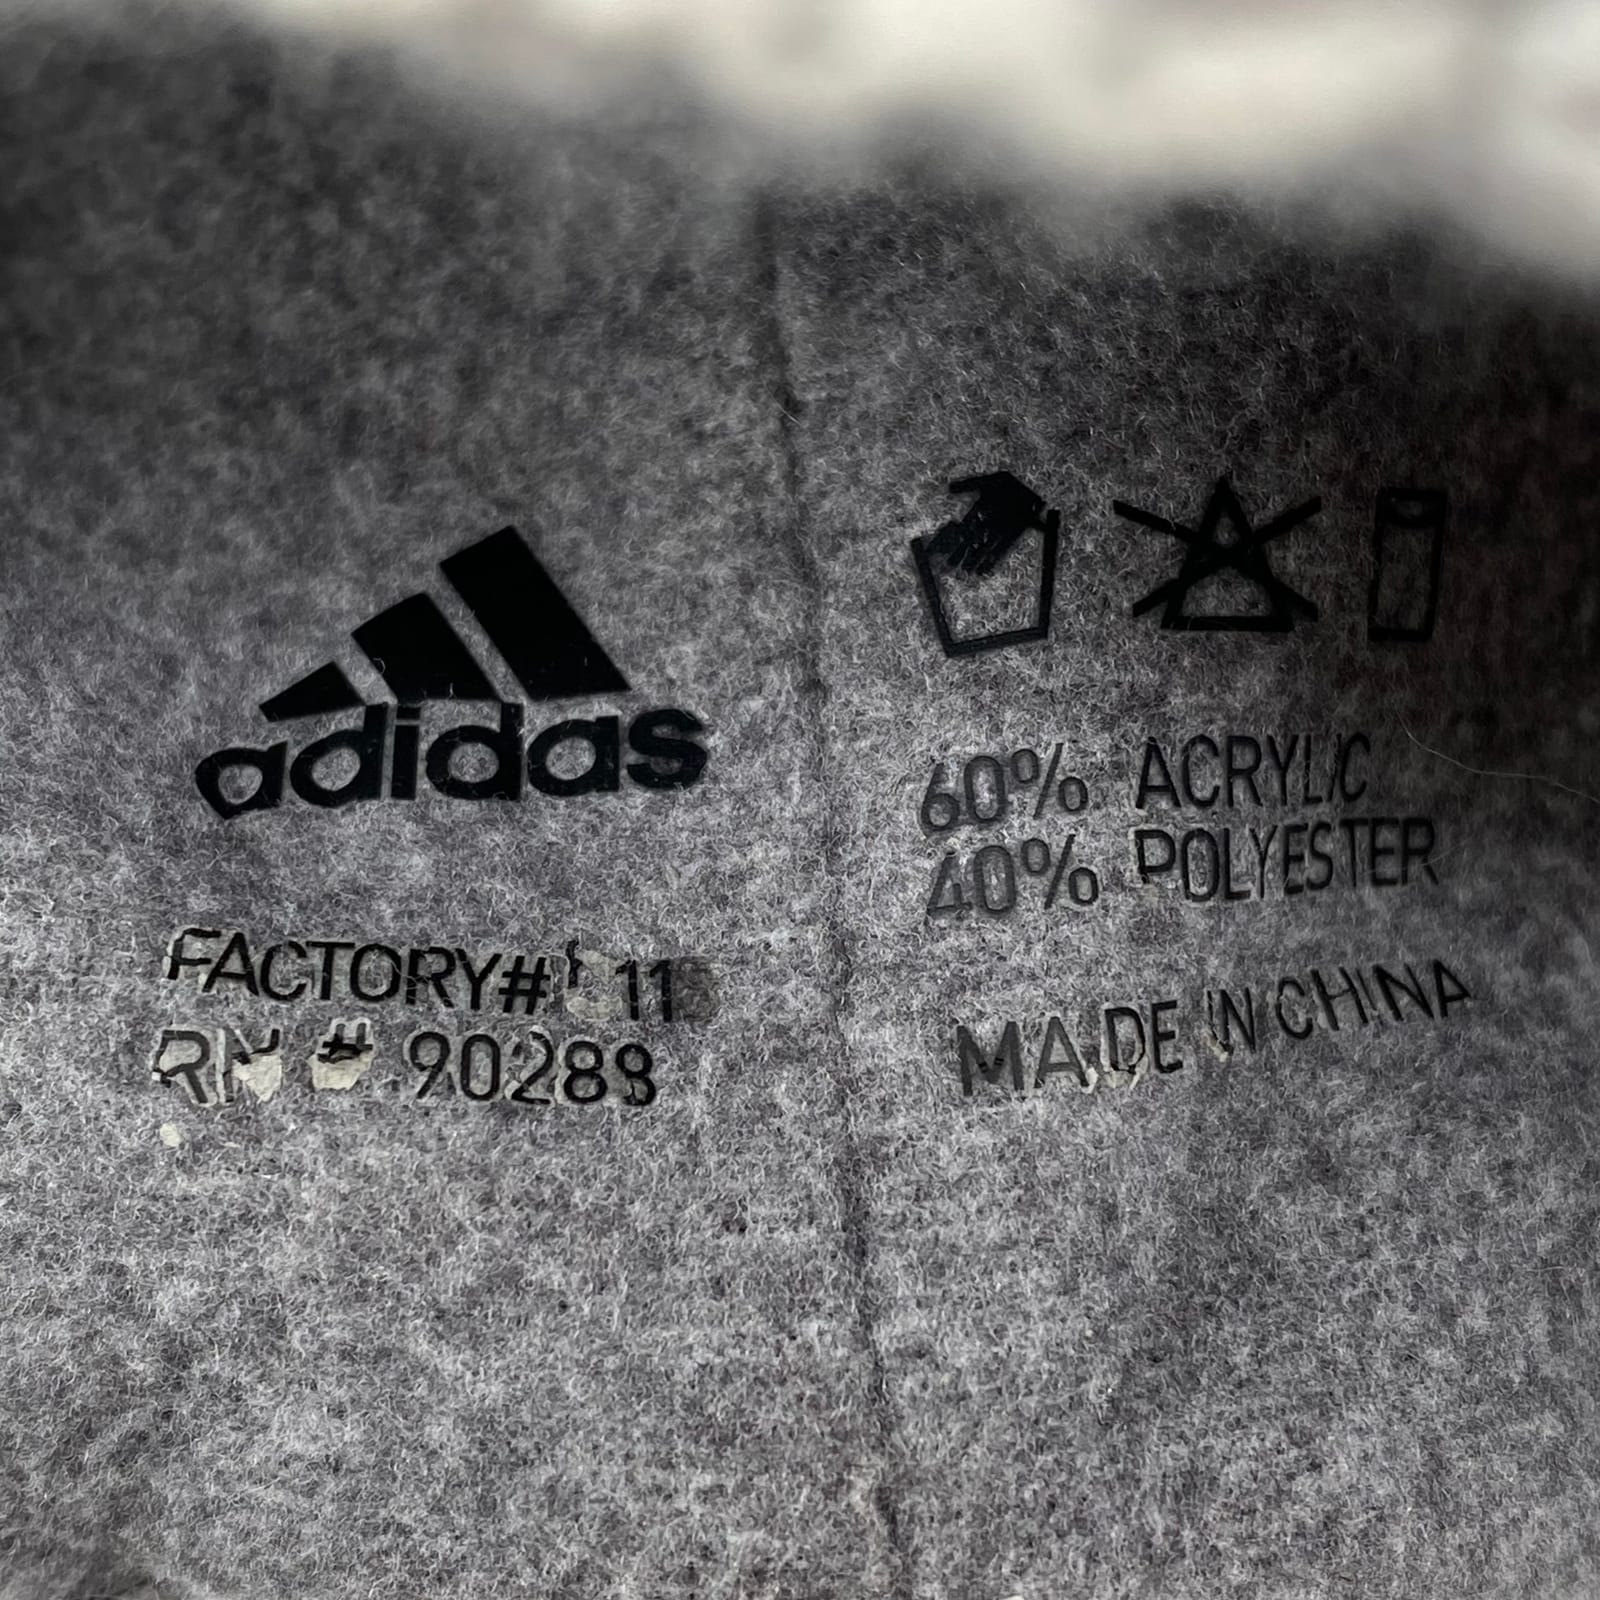 adidas
FACTORY#
RN # 90288
60% ACRYLIC
40% POLYESTER
MADE IN CHINA